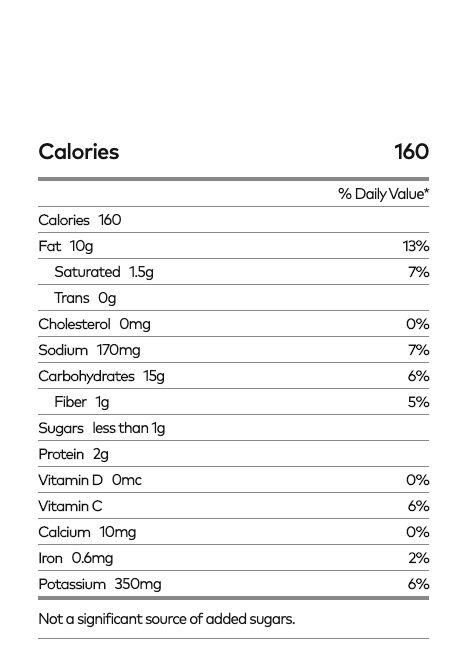 Calories 160
% Daily Value*
Calories 160
Fat 10g 13%
Saturated 1.5g 7%
Trans 0g
Cholesterol 0mg 0%
Sodium 170mg 7%
Carbohydrates 15g 6%
Fiber 1g 5%
Sugars less than 1g
Protein 2g
Vitamin D 0mc 0%
Vitamin C 6%
Calcium 10mg 0%
Iron 0.6mg 2%
Potassium 350mg 6%
Not a significant source of added sugars.